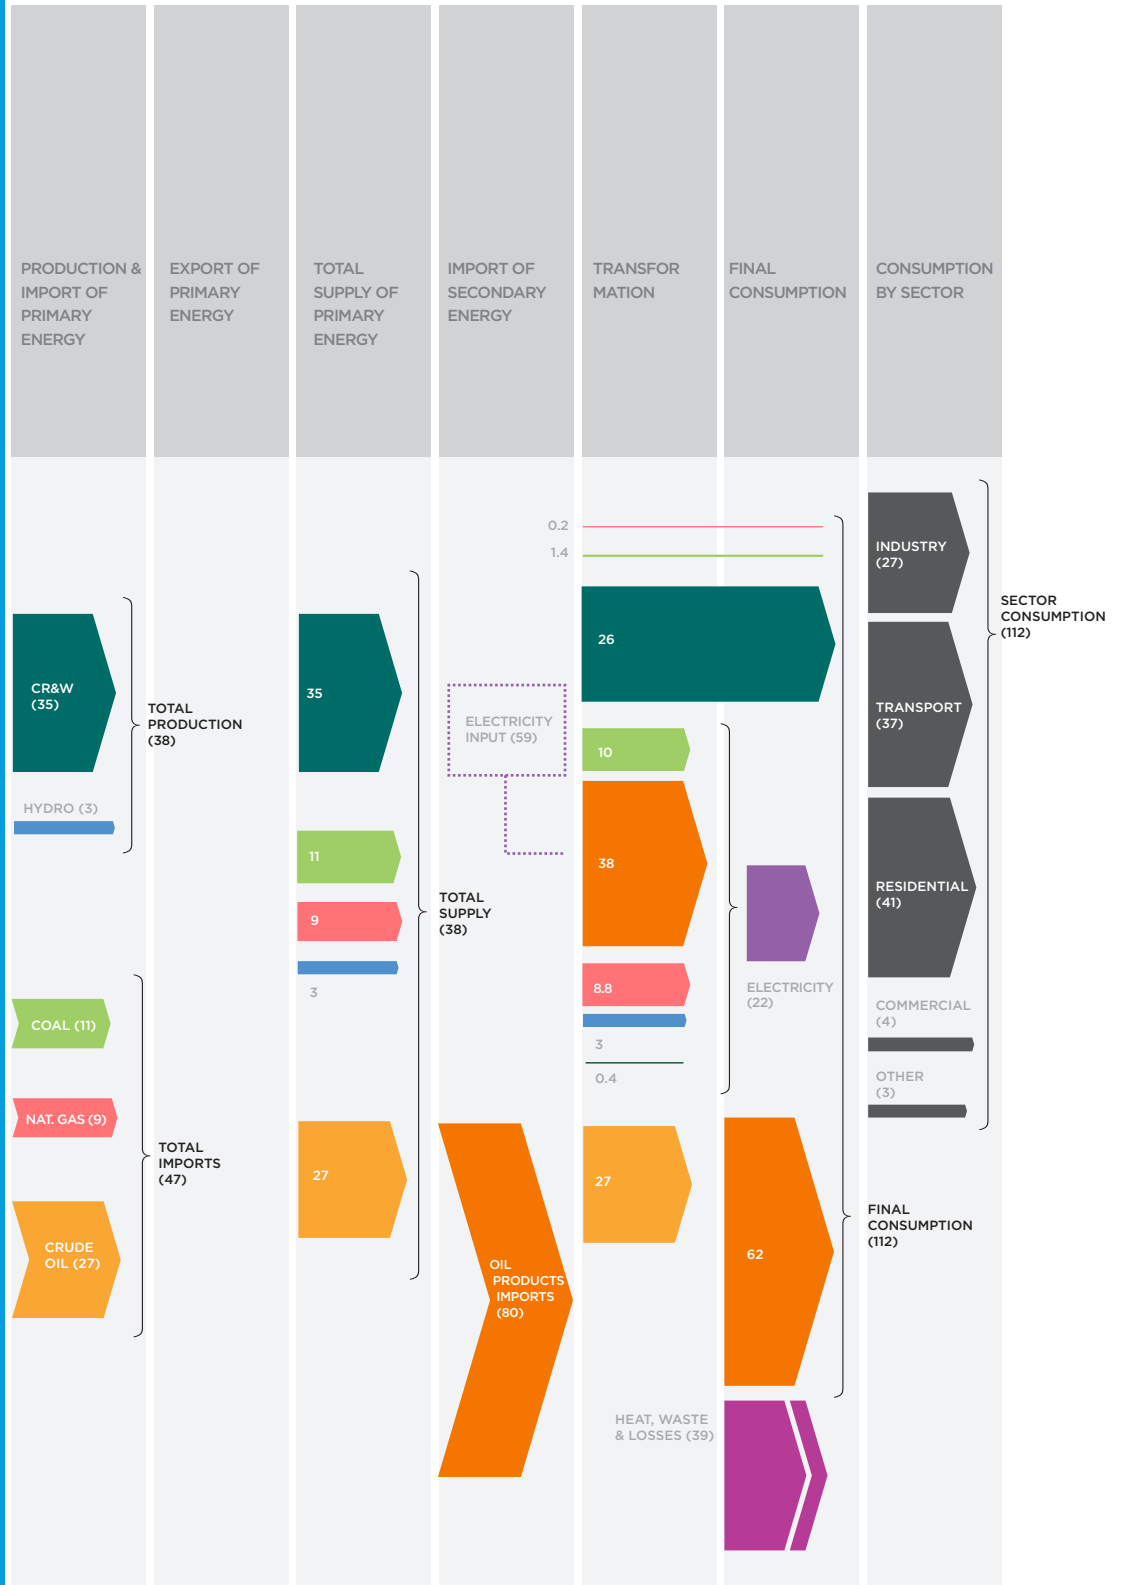 PRODUCTION &
IMPORT OF
PRIMARY
ENERGY
EXPORT OF
PRIMARY
ENERGY
TOTAL
SUPPLY OF
PRIMARY
ENERGY
IMPORT OF
SECONDARY
ENERGY
TRANSFOR
MATION
FINAL
CONSUMPTION
CONSUMPTION
BY SECTOR
CR&W
(35)
HYDRO (3)
TOTAL
PRODUCTION
(38)
COAL (11)
NAT. GAS (9)
CRUDE
OIL (27)
TOTAL
IMPORTS
(47)
35
11
9
3
27
TOTAL
SUPPLY
(38)
ELECTRICITY
INPUT (59)
OIL
PRODUCTS
IMPORTS
(80)
0.2
1.4
26
10
38
8.8
3
0.4
27
HEAT, WASTE
& LOSSES (39)
ELECTRICITY
(22)
62
FINAL
CONSUMPTION
(112)
INDUSTRY
(27)
TRANSPORT
(37)
RESIDENTIAL
(41)
COMMERCIAL
(4)
OTHER
(3)
SECTOR
CONSUMPTION
(112)